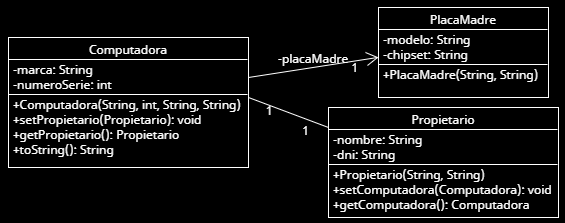 PlacaMadre
-modelo: String
-chipset: String
+PlacaMadre(String, String)
Computadora
-marca: String
-numeroSerie: int
+Computadora(String, int, String, String)
+setPropietario(Propietario): void
+getPropietario(): Propietario
+toString(): String
-placaMadre
1
1
1
Propietario
-nombre: String
-dni: String
+Propietario(String, String)
+setComputadora(Computadora): void
+getComputadora(): Computadora